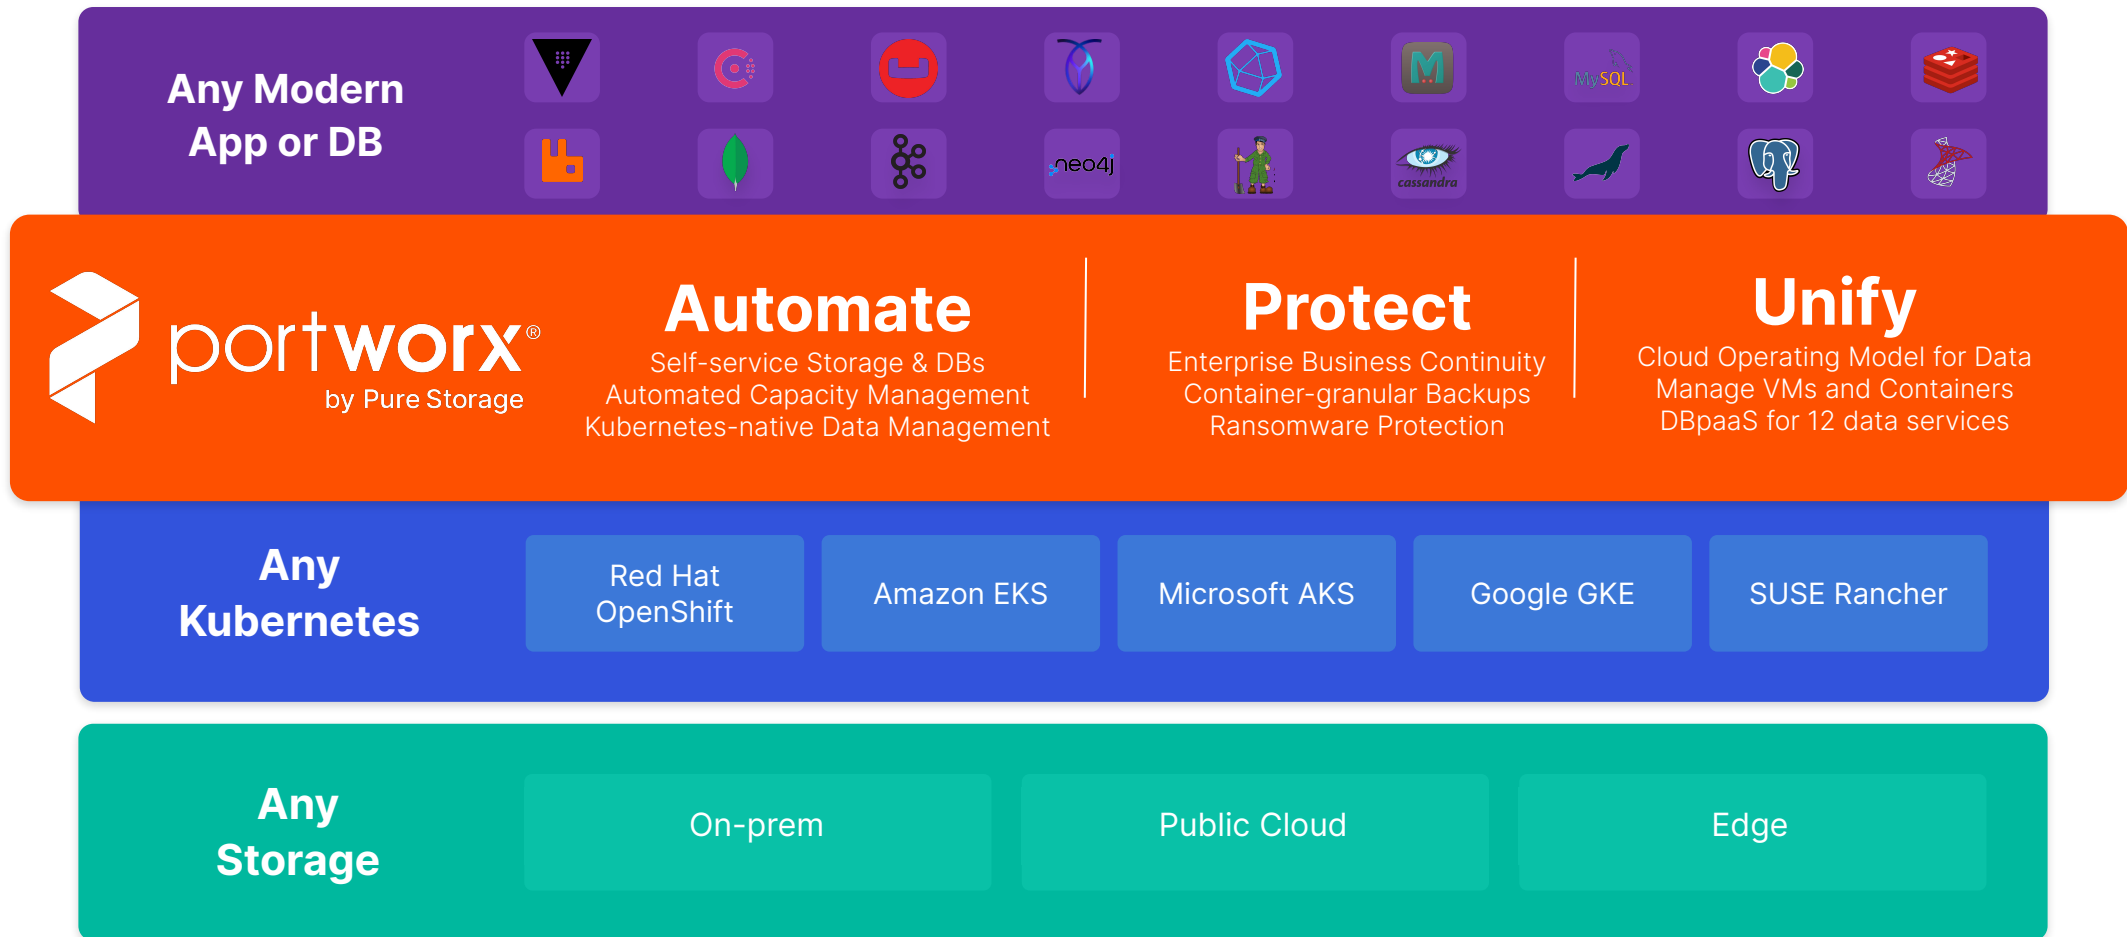 Any Modern
App or DB
MySQL
neo4j
cassandra
portworx®
by Pure Storage
Automate
Self-service Storage & DBs
Automated Capacity Management
Kubernetes-native Data Management
Protect
Enterprise Business Continuity
Container-granular Backups
Ransomware Protection
Unify
Cloud Operating Model for Data
Manage VMs and Containers
DBpaaS for 12 data services
Any
Kubernetes
Red Hat
OpenShift
Amazon EKS
Microsoft AKS
Google GKE
SUSE Rancher
Any
Storage
On-prem
Public Cloud
Edge